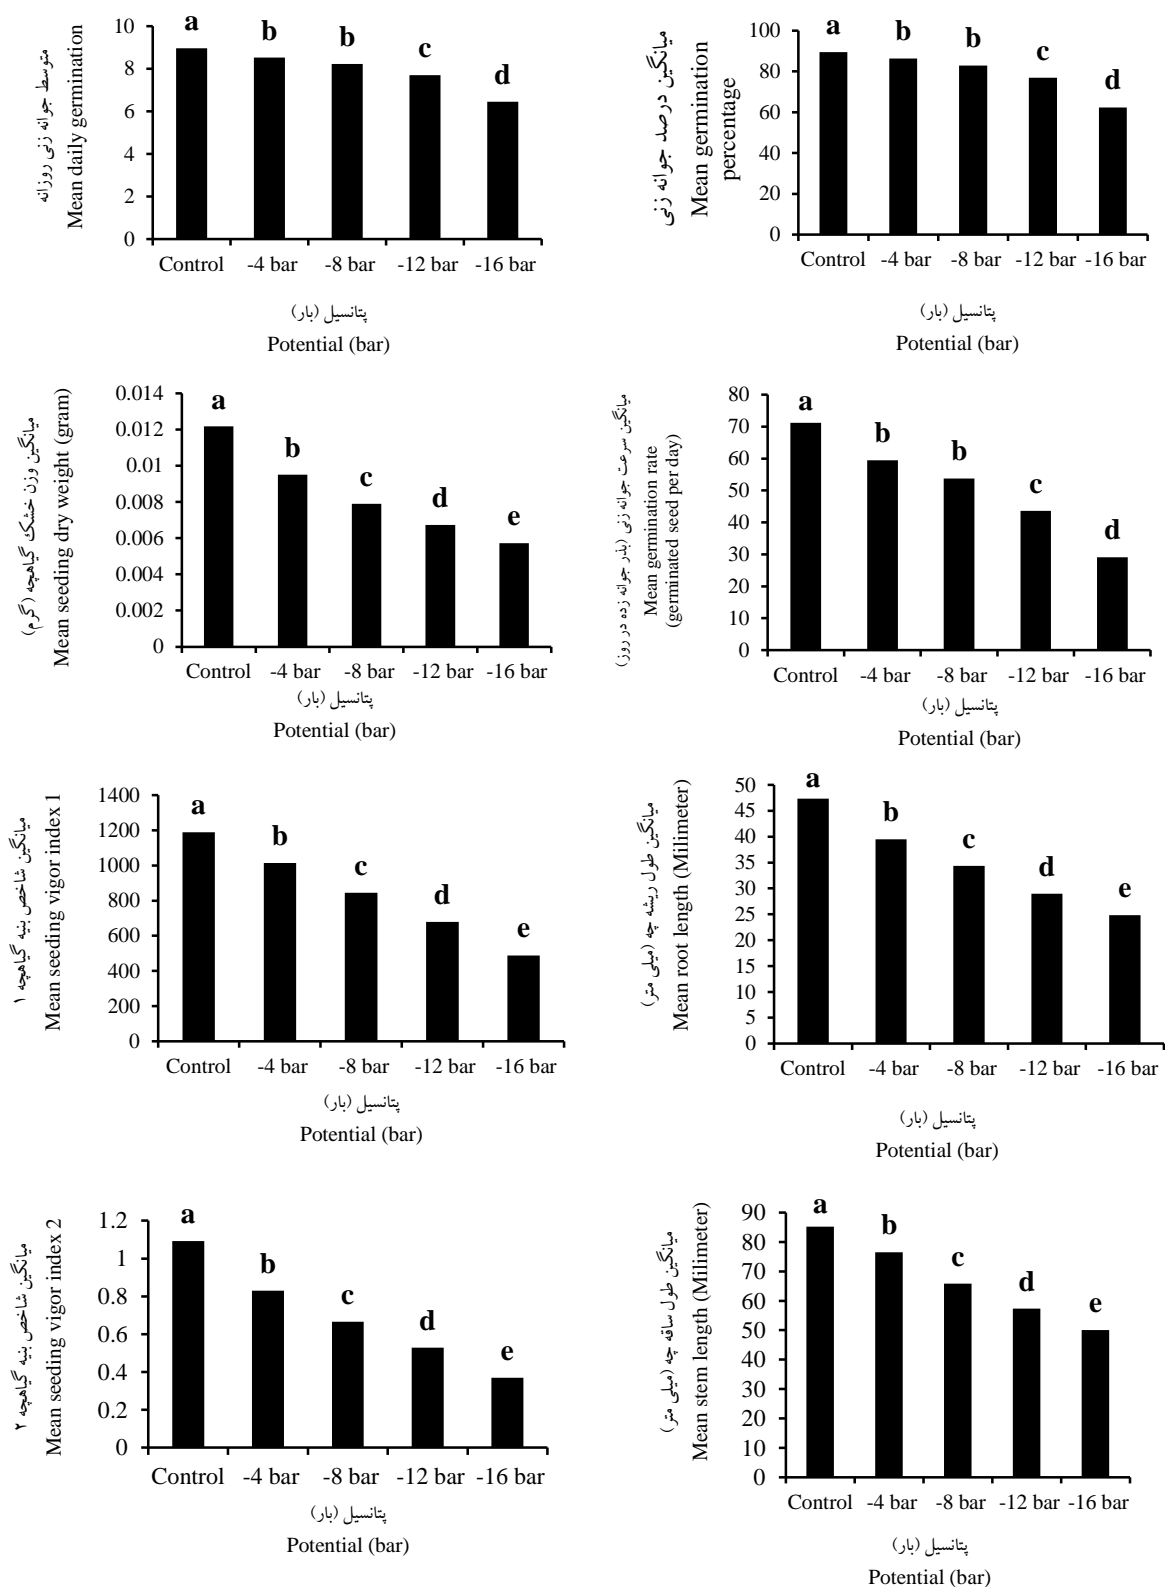 متوسط جوانه زنی روزانه
Mean daily germination
10
8
6
4
2
0
a
b
b
c
d
Control -4 bar -8 bar -12 bar -16 bar
پتانسیل (بار)
Potential (bar)
میانگین درصد جوانه زنی
Mean germination
percentage
100
80
60
40
20
0
a
b
b
c
d
Control -4 bar -8 bar -12 bar -16 bar
پتانسیل (بار)
Potential (bar)
میانگین وزن خشک گیاهچه (گرم)
Mean seeding dry weight (gram)
0.014
0.012
0.01
0.008
0.006
0.004
0.002
0
a
b
c
d
e
Control -4 bar -8 bar -12 bar -16 bar
پتانسیل (بار)
Potential (bar)
میانگین سرعت جوانه زنی (بذر جوانه زده در روز)
Mean germination rate
(germinated seed per day)
80
70
60
50
40
30
20
10
0
a
b
b
c
d
Control -4 bar -8 bar -12 bar -16 bar
پتانسیل (بار)
Potential (bar)
میانگین شاخص بنیه گیاهچه ۱
Mean seeding vigor index 1
1400
1200
1000
800
600
400
200
0
a
b
c
d
e
Control -4 bar -8 bar -12 bar -16 bar
پتانسیل (بار)
Potential (bar)
میانگین طول ریشه چه (میلی متر)
Mean root length (Milimeter)
50
45
40
35
30
25
20
15
10
5
0
a
b
c
d
e
Control -4 bar -8 bar -12 bar -16 bar
پتانسیل (بار)
Potential (bar)
میانگین شاخص بنیه گیاهچه ۲
Mean seeding vigor index 2
1.2
1
0.8
0.6
0.4
0.2
0
a
b
c
d
e
Control -4 bar -8 bar -12 bar -16 bar
پتانسیل (بار)
Potential (bar)
میانگین طول ساقه چه (میلی متر)
Mean stem length (Milimeter)
90
80
70
60
50
40
30
20
10
0
a
b
c
d
e
Control -4 bar -8 bar -12 bar -16 bar
پتانسیل (بار)
Potential (bar)